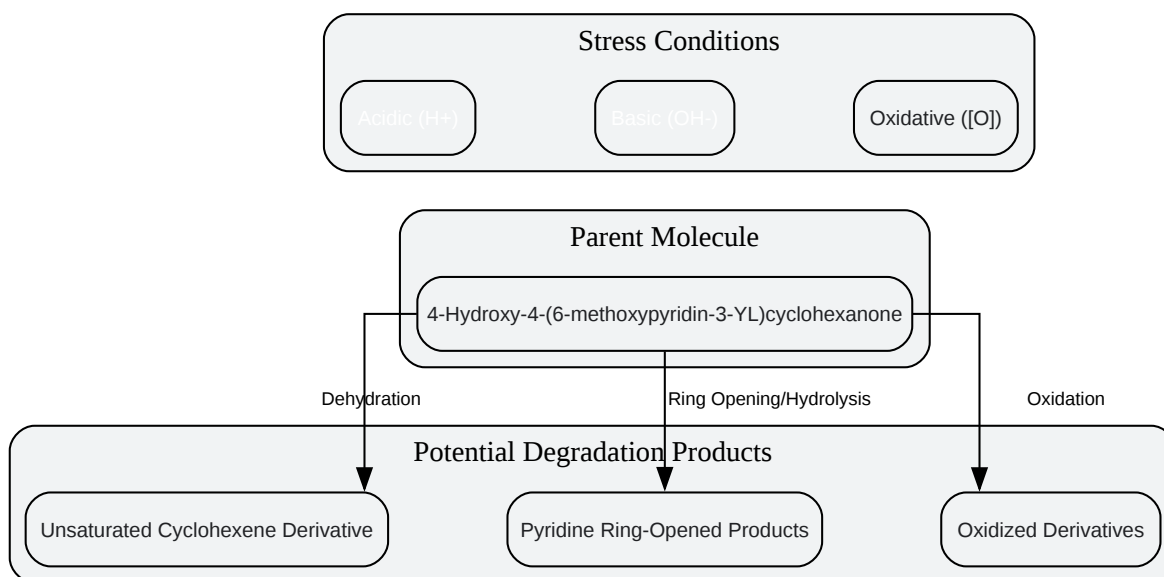 Stress Conditions
Acidic (H+)
Basic (OH-)
Oxidative ([O])
Parent Molecule
4-Hydroxy-4-(6-methoxypyridin-3-YL)cyclohexanone
Dehydration
Ring Opening/Hydrolysis
Oxidation
Potential Degradation Products
Unsaturated Cyclohexene Derivative
Pyridine Ring-Opened Products
Oxidized Derivatives